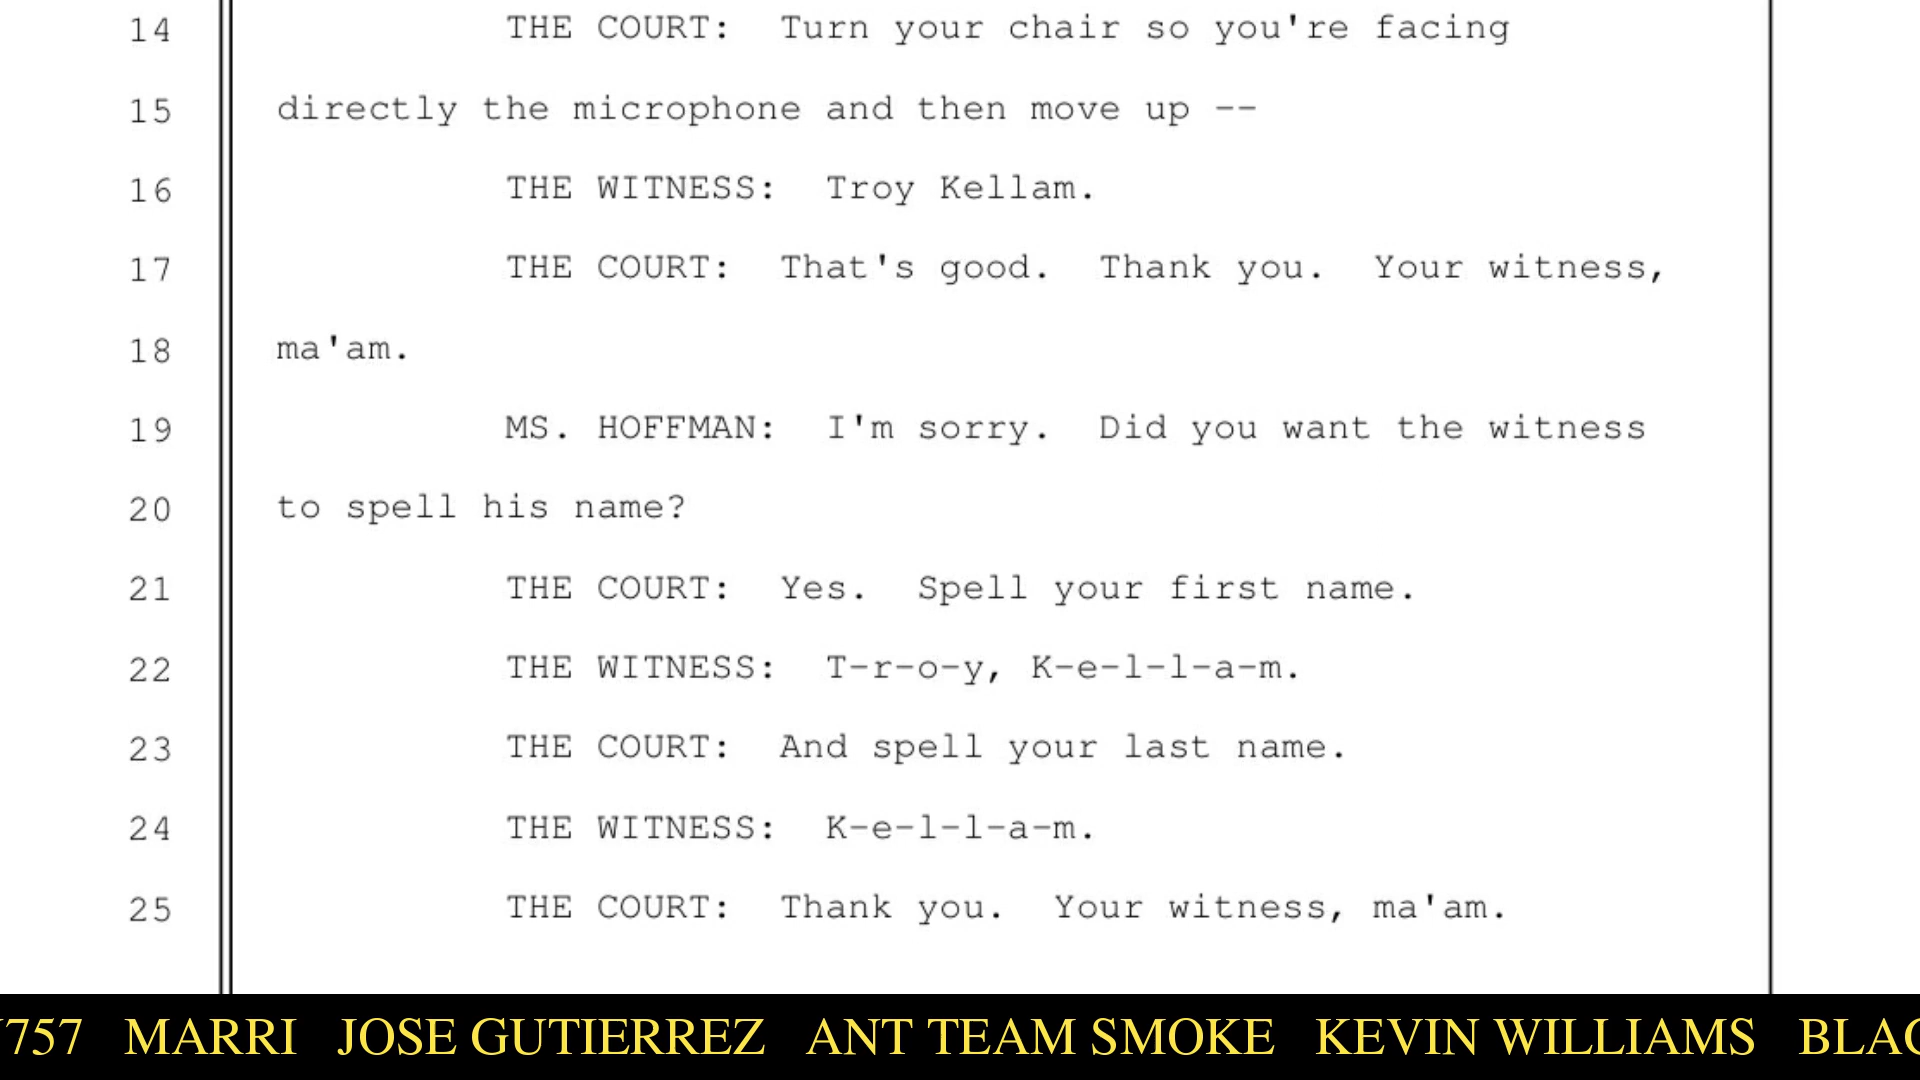 14 THE COURT: Turn your chair so you're facing
15 directly the microphone and then move up --
16 THE WITNESS: Troy Kellam.
17 THE COURT: That's good. Thank you. Your witness,
18 ma'am.
19 MS. HOFFMAN: I'm sorry. Did you want the witness
20 to spell his name?
21 THE COURT: Yes. Spell your first name.
22 THE WITNESS: T-r-o-y, K-e-l-l-a-m.
23 THE COURT: And spell your last name.
24 THE WITNESS: K-e-l-l-a-m.
25 THE COURT: Thank you. Your witness, ma'am.
757 MARRI JOSE GUTIERREZ ANT TEAM SMOKE KEVIN WILLIAMS